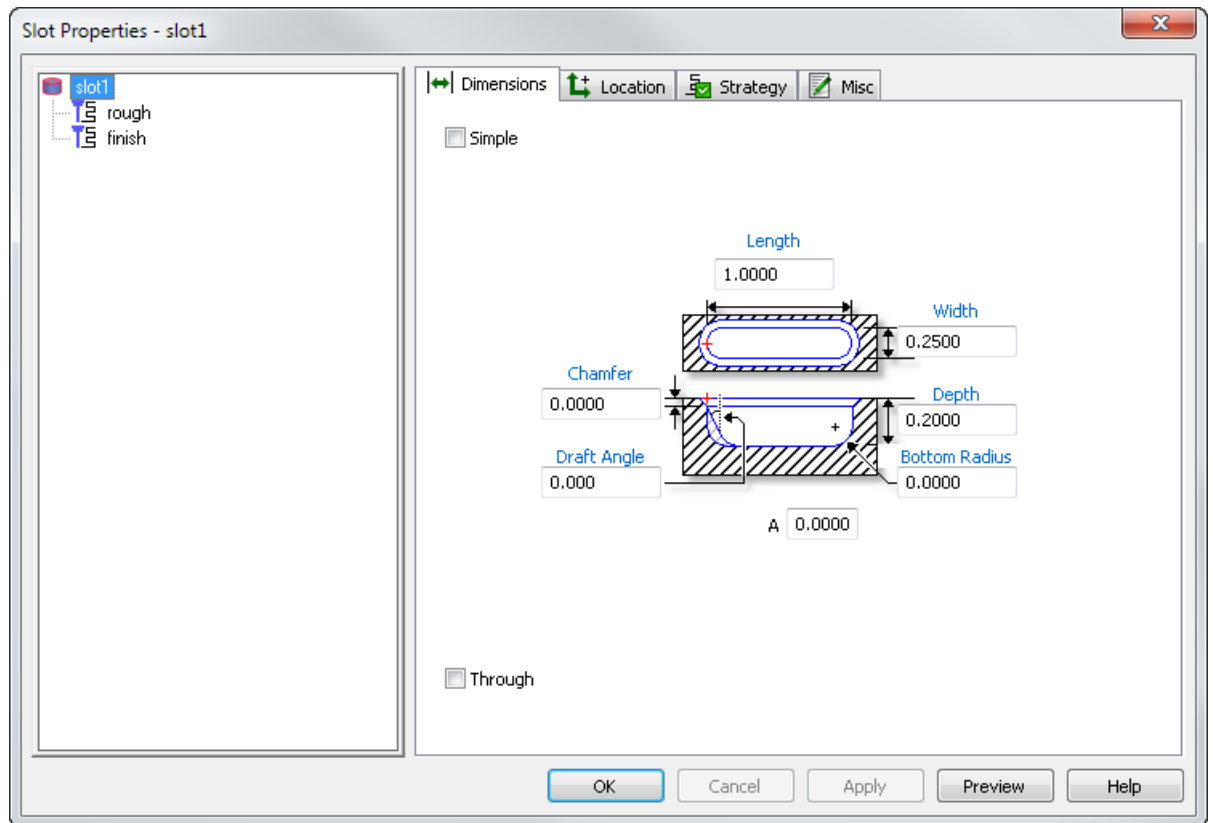 Slot Properties - slot1
X
slot1
rough
finish
Dimensions Location Strategy Misc
Simple
Length
1.0000
Width
0.2500
Chamfer
0.0000
Depth
0.2000
Draft Angle
0.000
Bottom Radius
0.0000
A 0.0000
Through
OK Cancel Apply Preview Help